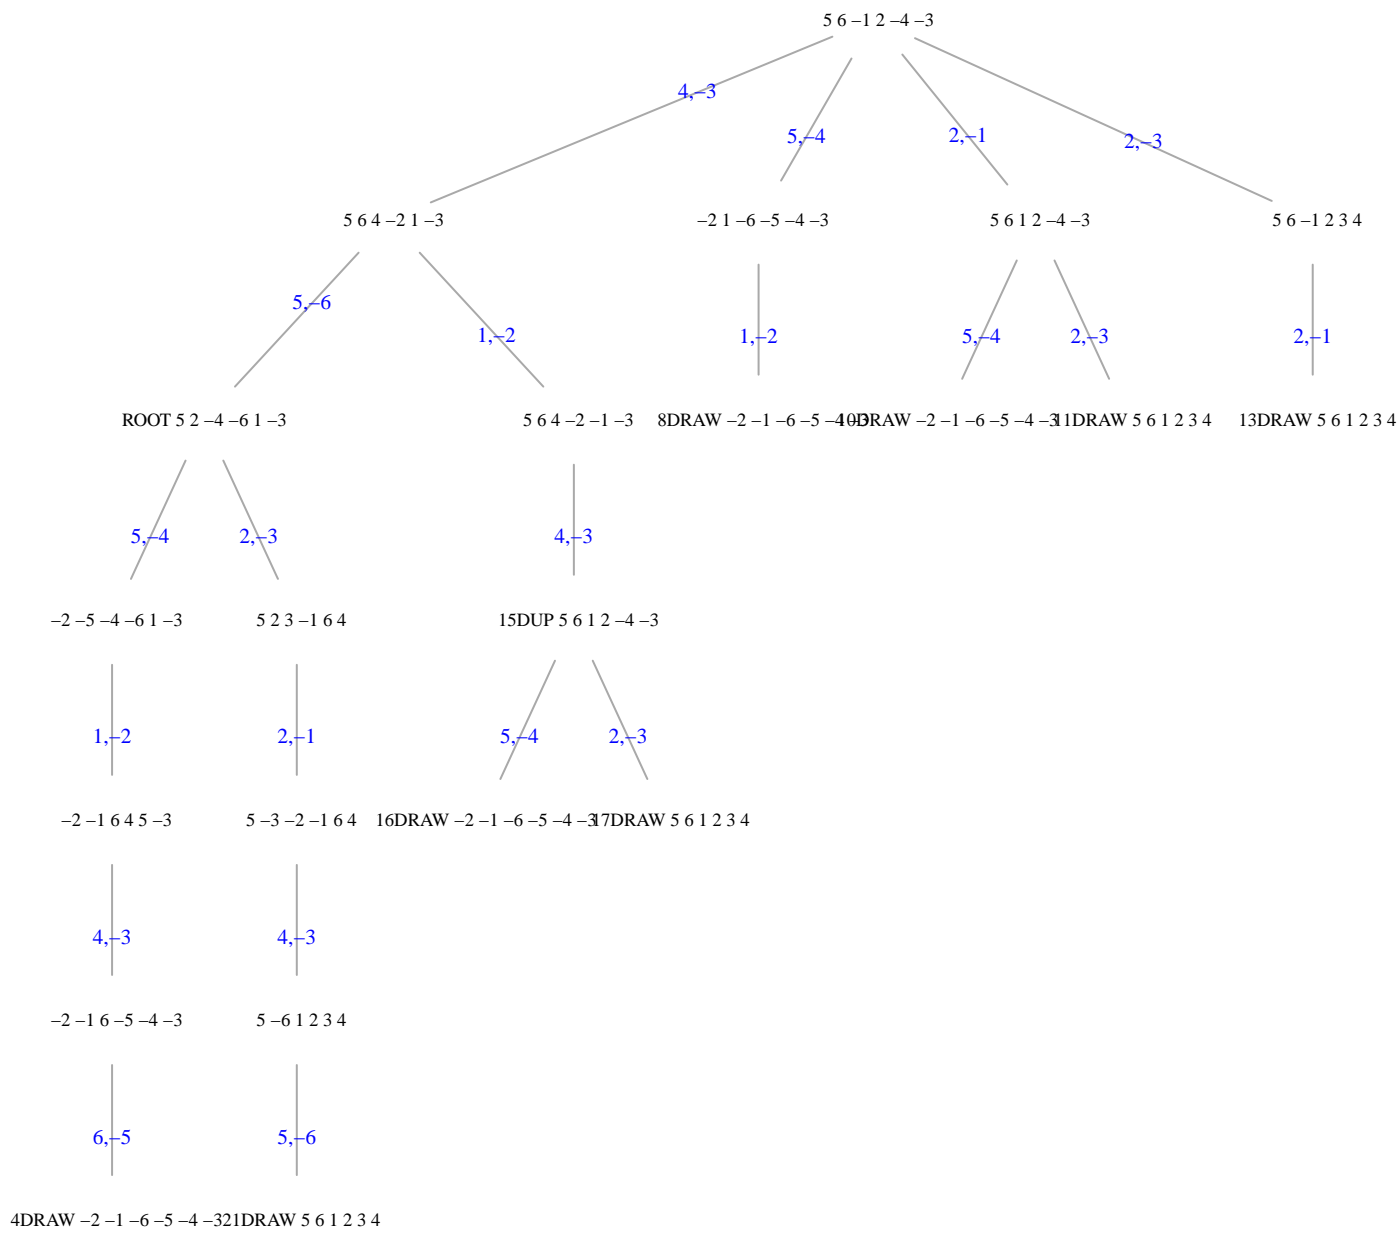 5 6 –1 2 –4 –3
4,–3
5,–4
2,–1
2,–3
5 6 4 –2 1 –3
–2 1 –6 –5 –4 –3
5 6 1 2 –4 –3
5 6 –1 2 3 4
5,–6
1,–2
1,–2
5,–4
2,–3
2,–1
ROOT 5 2 –4 –6 1 –3
5 6 4 –2 –1 –3
8DRAW –2 –1 –6 –5 –4 –3
10DRAW –2 –1 –6 –5 –4 –3
11DRAW 5 6 1 2 3 4
13DRAW 5 6 1 2 3 4
5,–4
2,–3
4,–3
–2 –5 –4 –6 1 –3
5 2 3 –1 6 4
15DUP 5 6 1 2 –4 –3
1,–2
2,–1
5,–4
2,–3
–2 –1 6 4 5 –3
5 –3 –2 –1 6 4
16DRAW –2 –1 –6 –5 –4 –3
17DRAW 5 6 1 2 3 4
4,–3
4,–3
–2 –1 6 –5 –4 –3
5 –6 1 2 3 4
6,–5
5,–6
4DRAW –2 –1 –6 –5 –4 –3
21DRAW 5 6 1 2 3 4